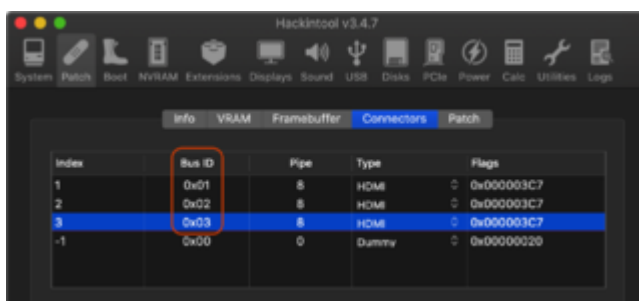 Hackintool v3.4.7
System Patch Boot NVRAM Extensions Displays Sound USB Disks PCIe Power Calc Utilities Logs
Info VRAM Framebuffer Connectors Patch
Index Bus ID Pipe Type Flags
1 0x01 8 HDMI 0x000003C7
2 0x02 8 HDMI 0x000003C7
3 0x03 8 HDMI 0x000003C7
-1 0x00 0 Dummy 0x00000020